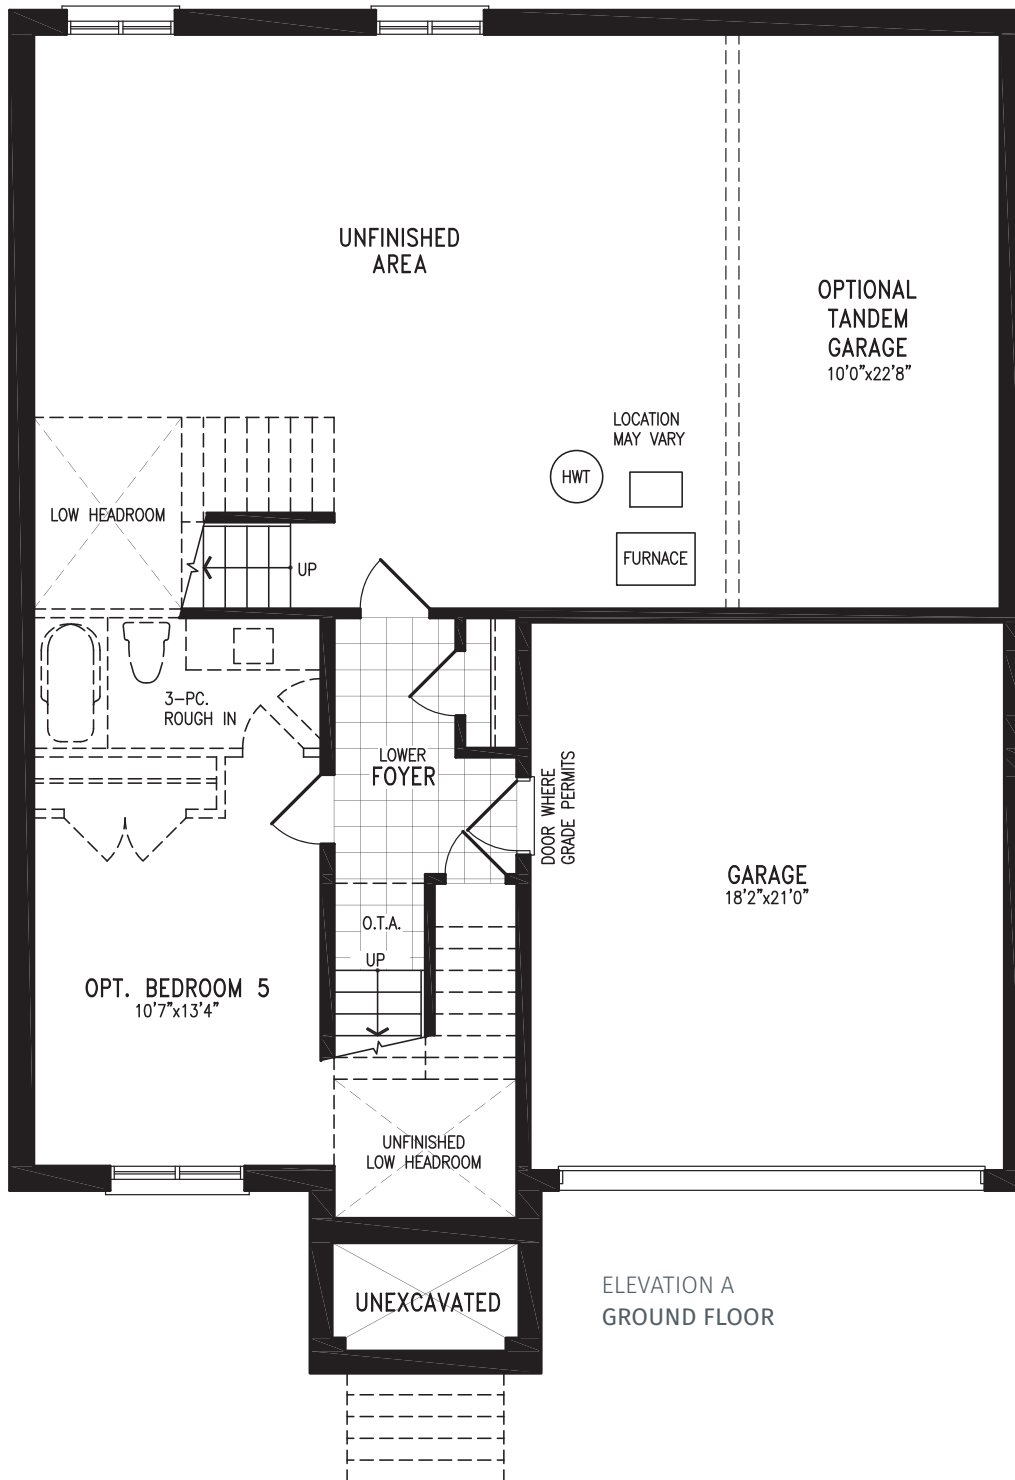 UNFINISHED
AREA
OPTIONAL
TANDEM
GARAGE
10'0"x22'8"
LOCATION
MAY VARY
HWT
LOW HEADROOM
FURNACE
UP
3-PC.
ROUGH IN
LOWER
FOYER
DOOR WHERE
GRADE PERMITS
GARAGE
18'2"x21'0"
O.T.A.
UP
OPT. BEDROOM 5
10'7"x13'4"
UNFINISHED
LOW HEADROOM
UNEXCAVATED
ELEVATION A
GROUND FLOOR